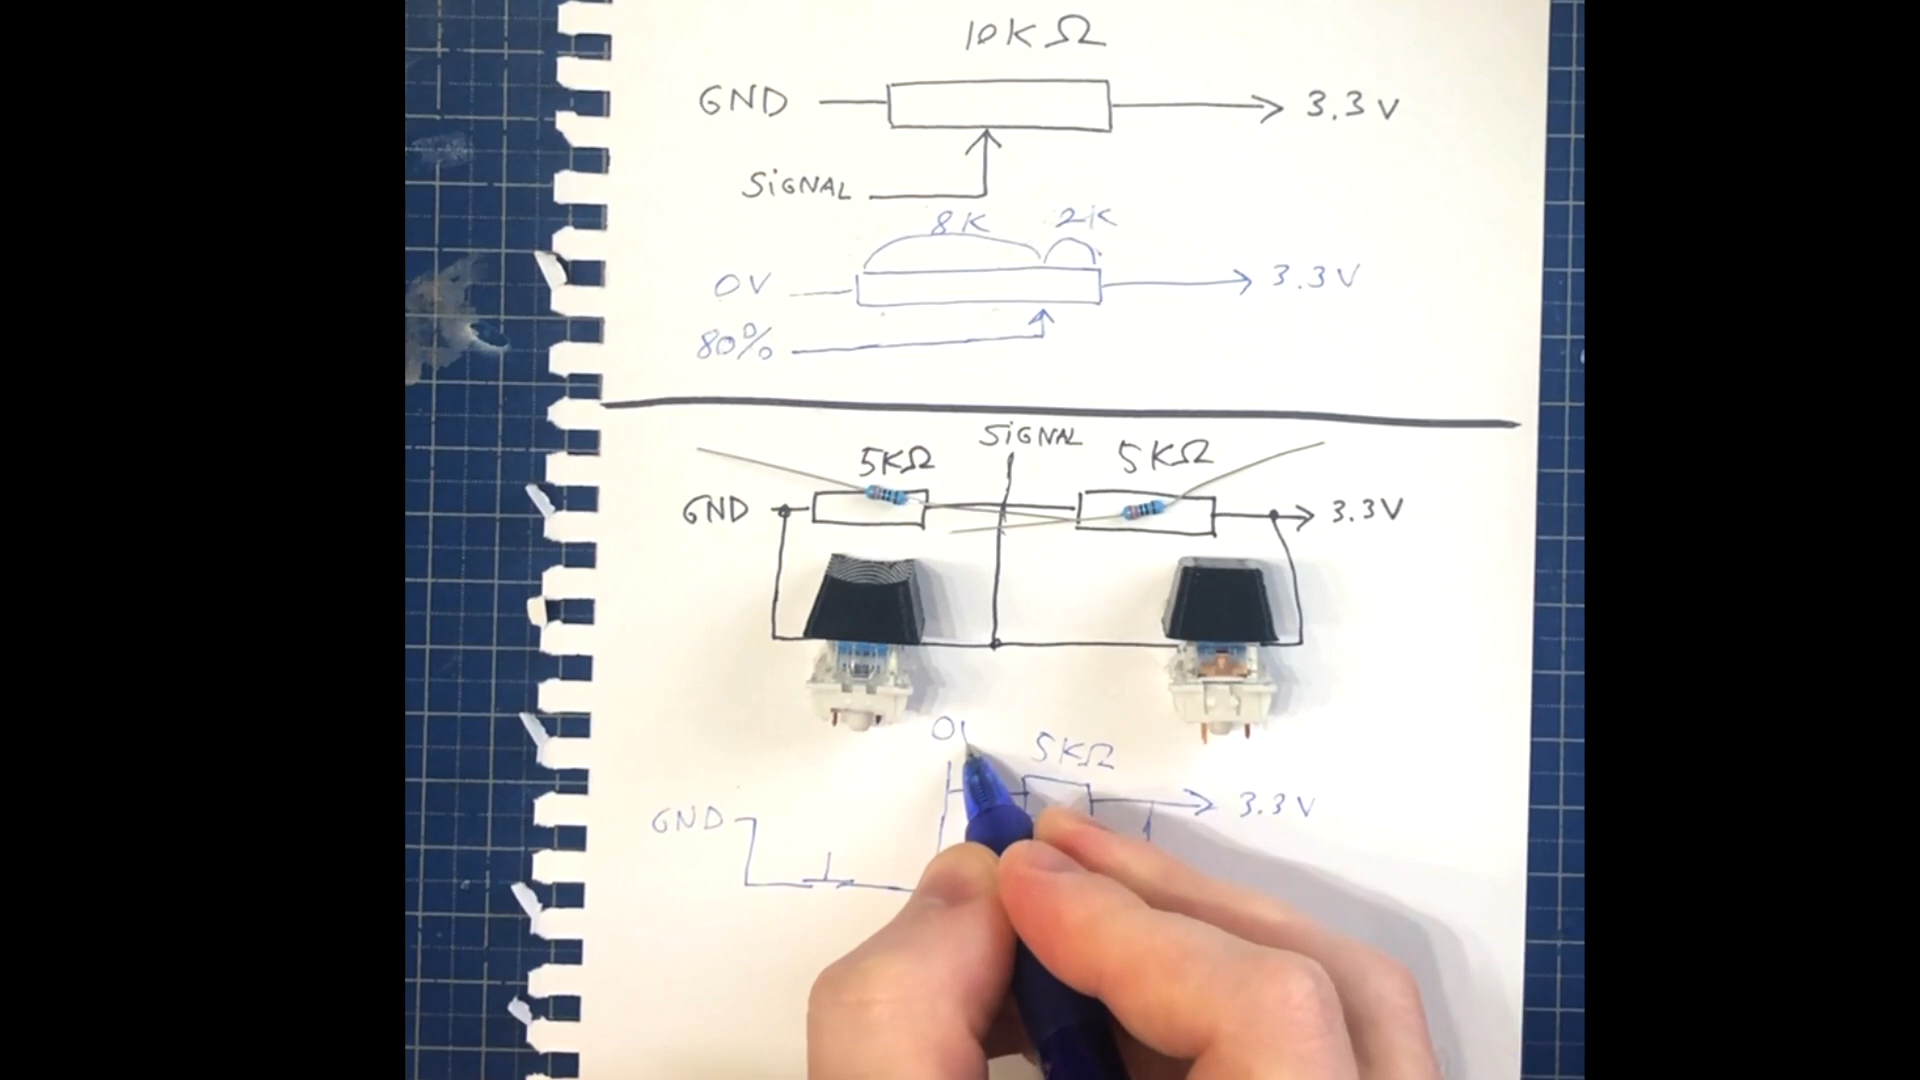 10KΩ
GND 3.3V
SiGNAL
8K 2K
0V 3.3V
80%
SiGNAL
5KΩ 5KΩ
GND 3.3V
5KΩ
GND 3.3V